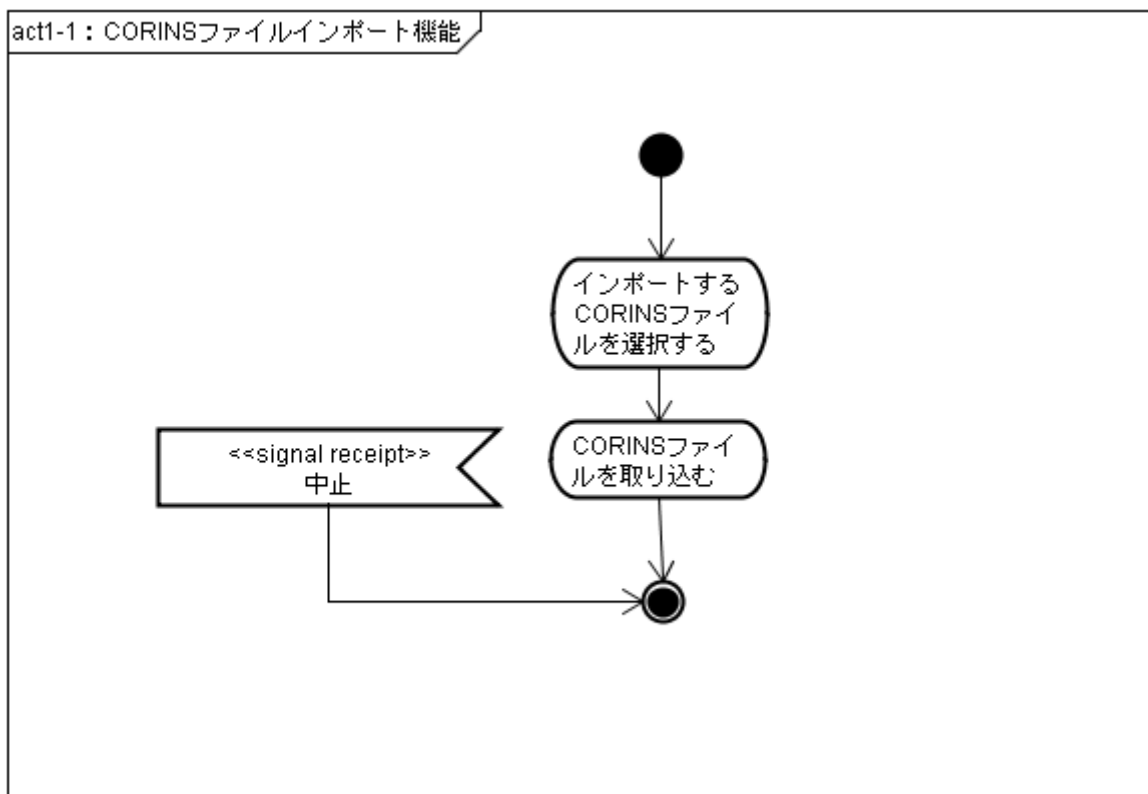 act1-1：CORINSファイルインポート機能
インポートする
CORINSファイ
ルを選択する
<<signal receipt>>
中止
CORINSファイ
ルを取り込む